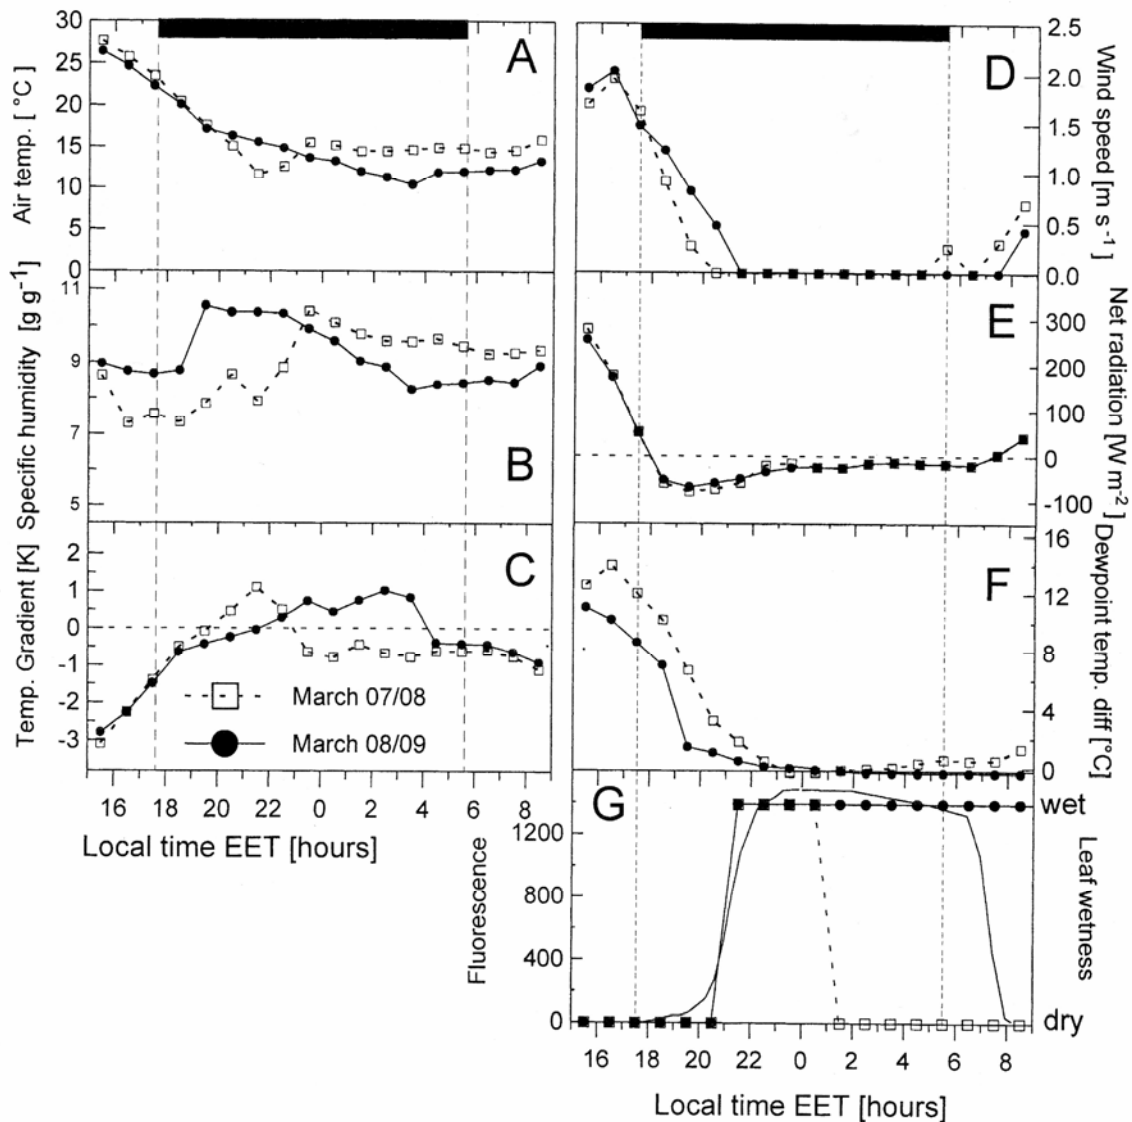 30
25
20
15
10
5
0
Air temp. [ °C]
A
11
9
7
5
Specific humidity [g g⁻¹]
B
2
1
0
-1
-2
-3
Temp. Gradient [K]
C
March 07/08
March 08/09
16 18 20 22 0 2 4 6 8
Local time EET [hours]
2.5
2.0
1.5
1.0
0.5
0.0
Wind speed [m s⁻¹]
D
300
200
100
0
-100
Net radiation [W m⁻²]
E
16
12
8
4
0
Dewpoint temp. diff [°C]
F
G
1200
800
400
0
Fluorescence
wet
dry
Leaf wetness
16 18 20 22 0 2 4 6 8
Local time EET [hours]